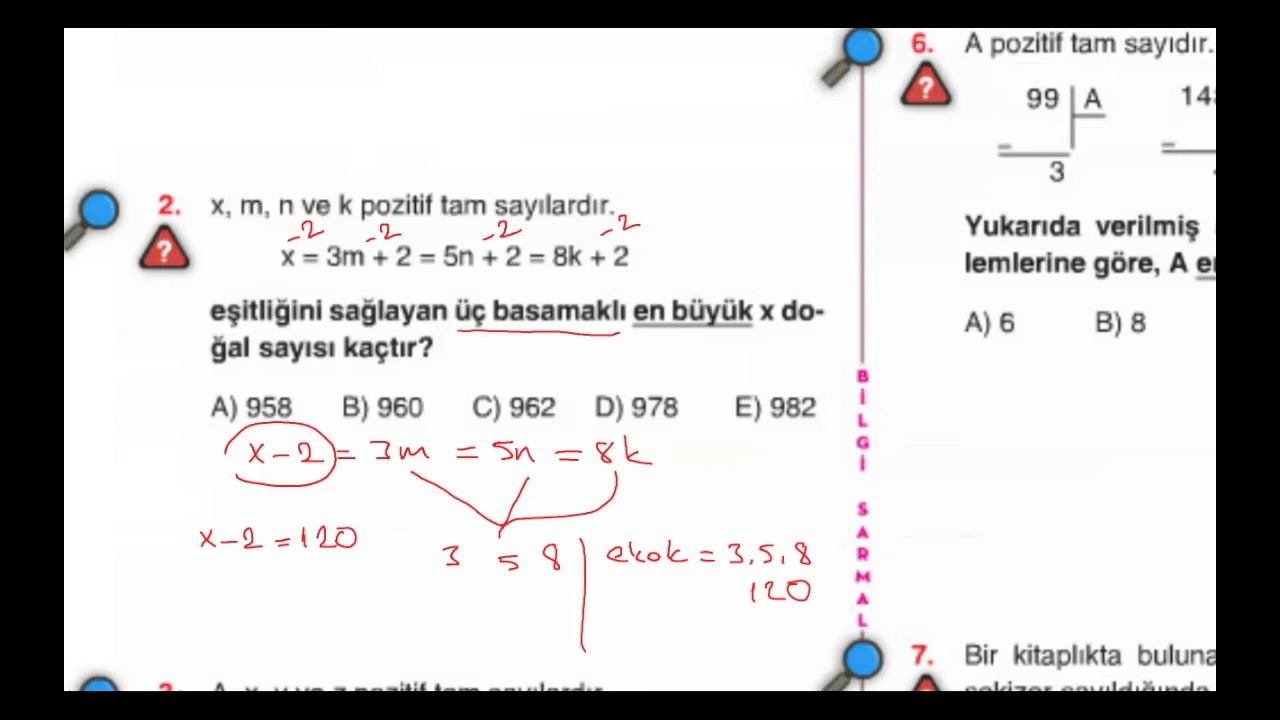 2. x, m, n ve k pozitif tam sayılardır.
-2 -2 -2 -2
x = 3m + 2 = 5n + 2 = 8k + 2
eşitliğini sağlayan üç basamaklı en büyük x do-
ğal sayısı kaçtır?
A) 958 B) 960 C) 962 D) 978 E) 982
x-2 = 3m = 5n = 8k
x-2 = 120
3 5 8 ekok = 3.5.8
120
6. A pozitif tam sayıdır.
99 A
3
Yukarıda verilmiş
lemlerine göre, A
A) 6 B) 8
BİLGİ SARMAL
7. Bir kitaplıkta